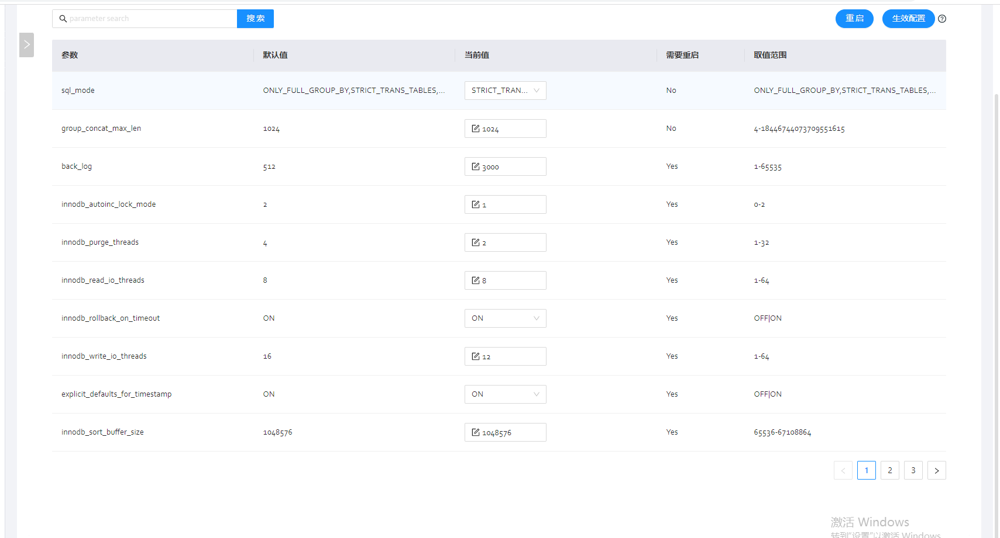 parameter search 搜 索 重启 生效配置
参数 默认值 当前值 需要重启 取值范围
sql_mode ONLY_FULL_GROUP_BY,STRICT_TRANS_TABLES,... STRICT_TRAN... No ONLY_FULL_GROUP_BY,STRICT_TRANS_TABLES,...
group_concat_max_len 1024 1024 No 4-18446744073709551615
back_log 512 3000 Yes 1-65535
innodb_autoinc_lock_mode 2 1 Yes 0-2
innodb_purge_threads 4 2 Yes 1-32
innodb_read_io_threads 8 8 Yes 1-64
innodb_rollback_on_timeout ON ON Yes OFF|ON
innodb_write_io_threads 16 12 Yes 1-64
explicit_defaults_for_timestamp ON ON Yes OFF|ON
innodb_sort_buffer_size 1048576 1048576 Yes 65536-67108864
< 1 2 3 >
激活 Windows
转到"设置"以激活 Windows